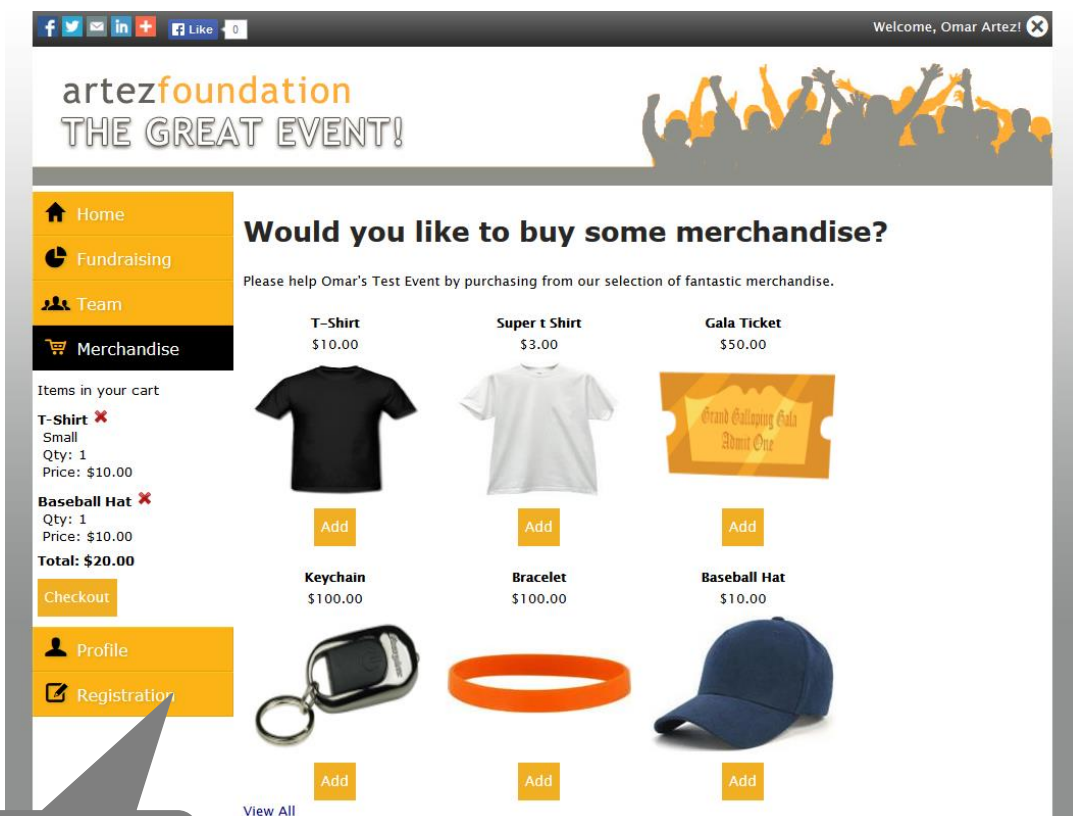 f Like 0
Welcome, Omar Artez!
artezfoundation
THE GREAT EVENT!
Home
Fundraising
Team
Merchandise
Items in your cart
T-Shirt
Small
Qty: 1
Price: $10.00
Baseball Hat
Qty: 1
Price: $10.00
Total: $20.00
Checkout
Profile
Registration
Would you like to buy some merchandise?
Please help Omar's Test Event by purchasing from our selection of fantastic merchandise.
T-Shirt
$10.00
Super t Shirt
$3.00
Gala Ticket
$50.00
Grand Galloping Gala
Admit One
Add
Add
Add
Keychain
$100.00
Bracelet
$100.00
Baseball Hat
$10.00
Add
Add
Add
View All